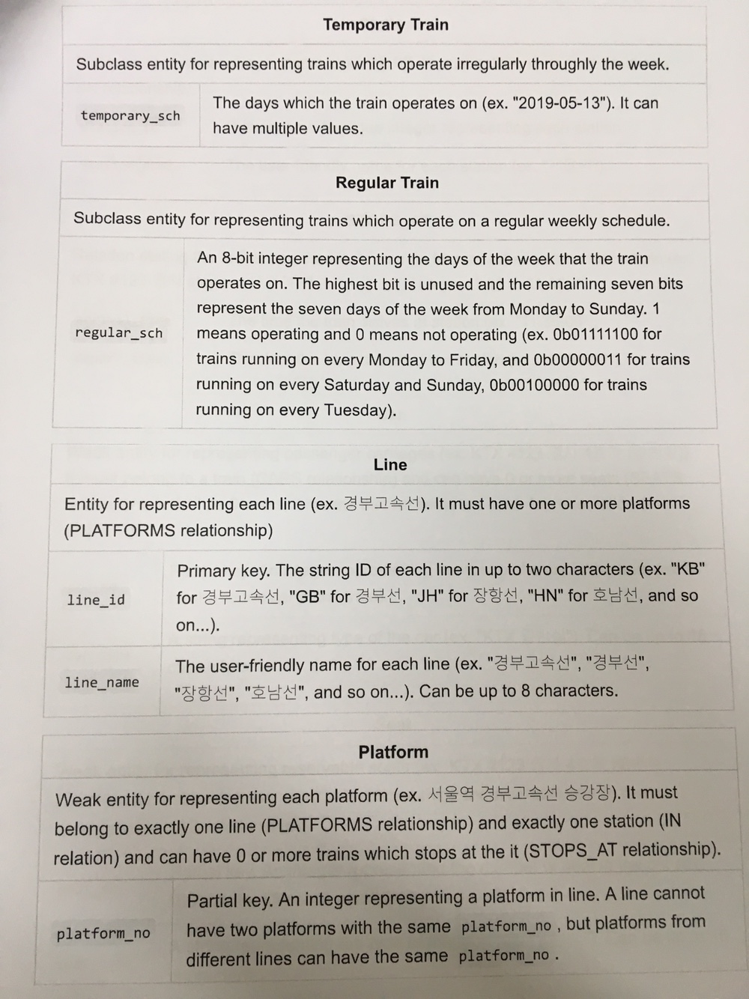 Temporary Train
Subclass entity for representing trains which operate irregularly throughly the week.
temporary_sch
The days which the train operates on (ex. "2019-05-13"). It can
have multiple values.
Regular Train
Subclass entity for representing trains which operate on a regular weekly schedule.
regular_sch
An 8-bit integer representing the days of the week that the train
operates on. The highest bit is unused and the remaining seven bits
represent the seven days of the week from Monday to Sunday. 1
means operating and 0 means not operating (ex. 0b01111100 for
trains running on every Monday to Friday, and 0b00000011 for trains
running on every Saturday and Sunday, 0b00100000 for trains
running on every Tuesday).
Line
Entity for representing each line (ex. 경부고속선). It must have one or more platforms
(PLATFORMS relationship)
line_id
Primary key. The string ID of each line in up to two characters (ex. "KB"
for 경부고속선, "GB" for 경부선, "JH" for 장항선, "HN" for 호남선, and so
on...).
line_name
The user-friendly name for each line (ex. "경부고속선", "경부선",
"장항선", "호남선", and so on...). Can be up to 8 characters.
Platform
Weak entity for representing each platform (ex. 서울역 경부고속선 승강장). It must
belong to exactly one line (PLATFORMS relationship) and exactly one station (IN
relation) and can have 0 or more trains which stops at the it (STOPS_AT relationship).
platform_no
Partial key. An integer representing a platform in line. A line cannot
have two platforms with the same platform_no , but platforms from
different lines can have the same platform_no .